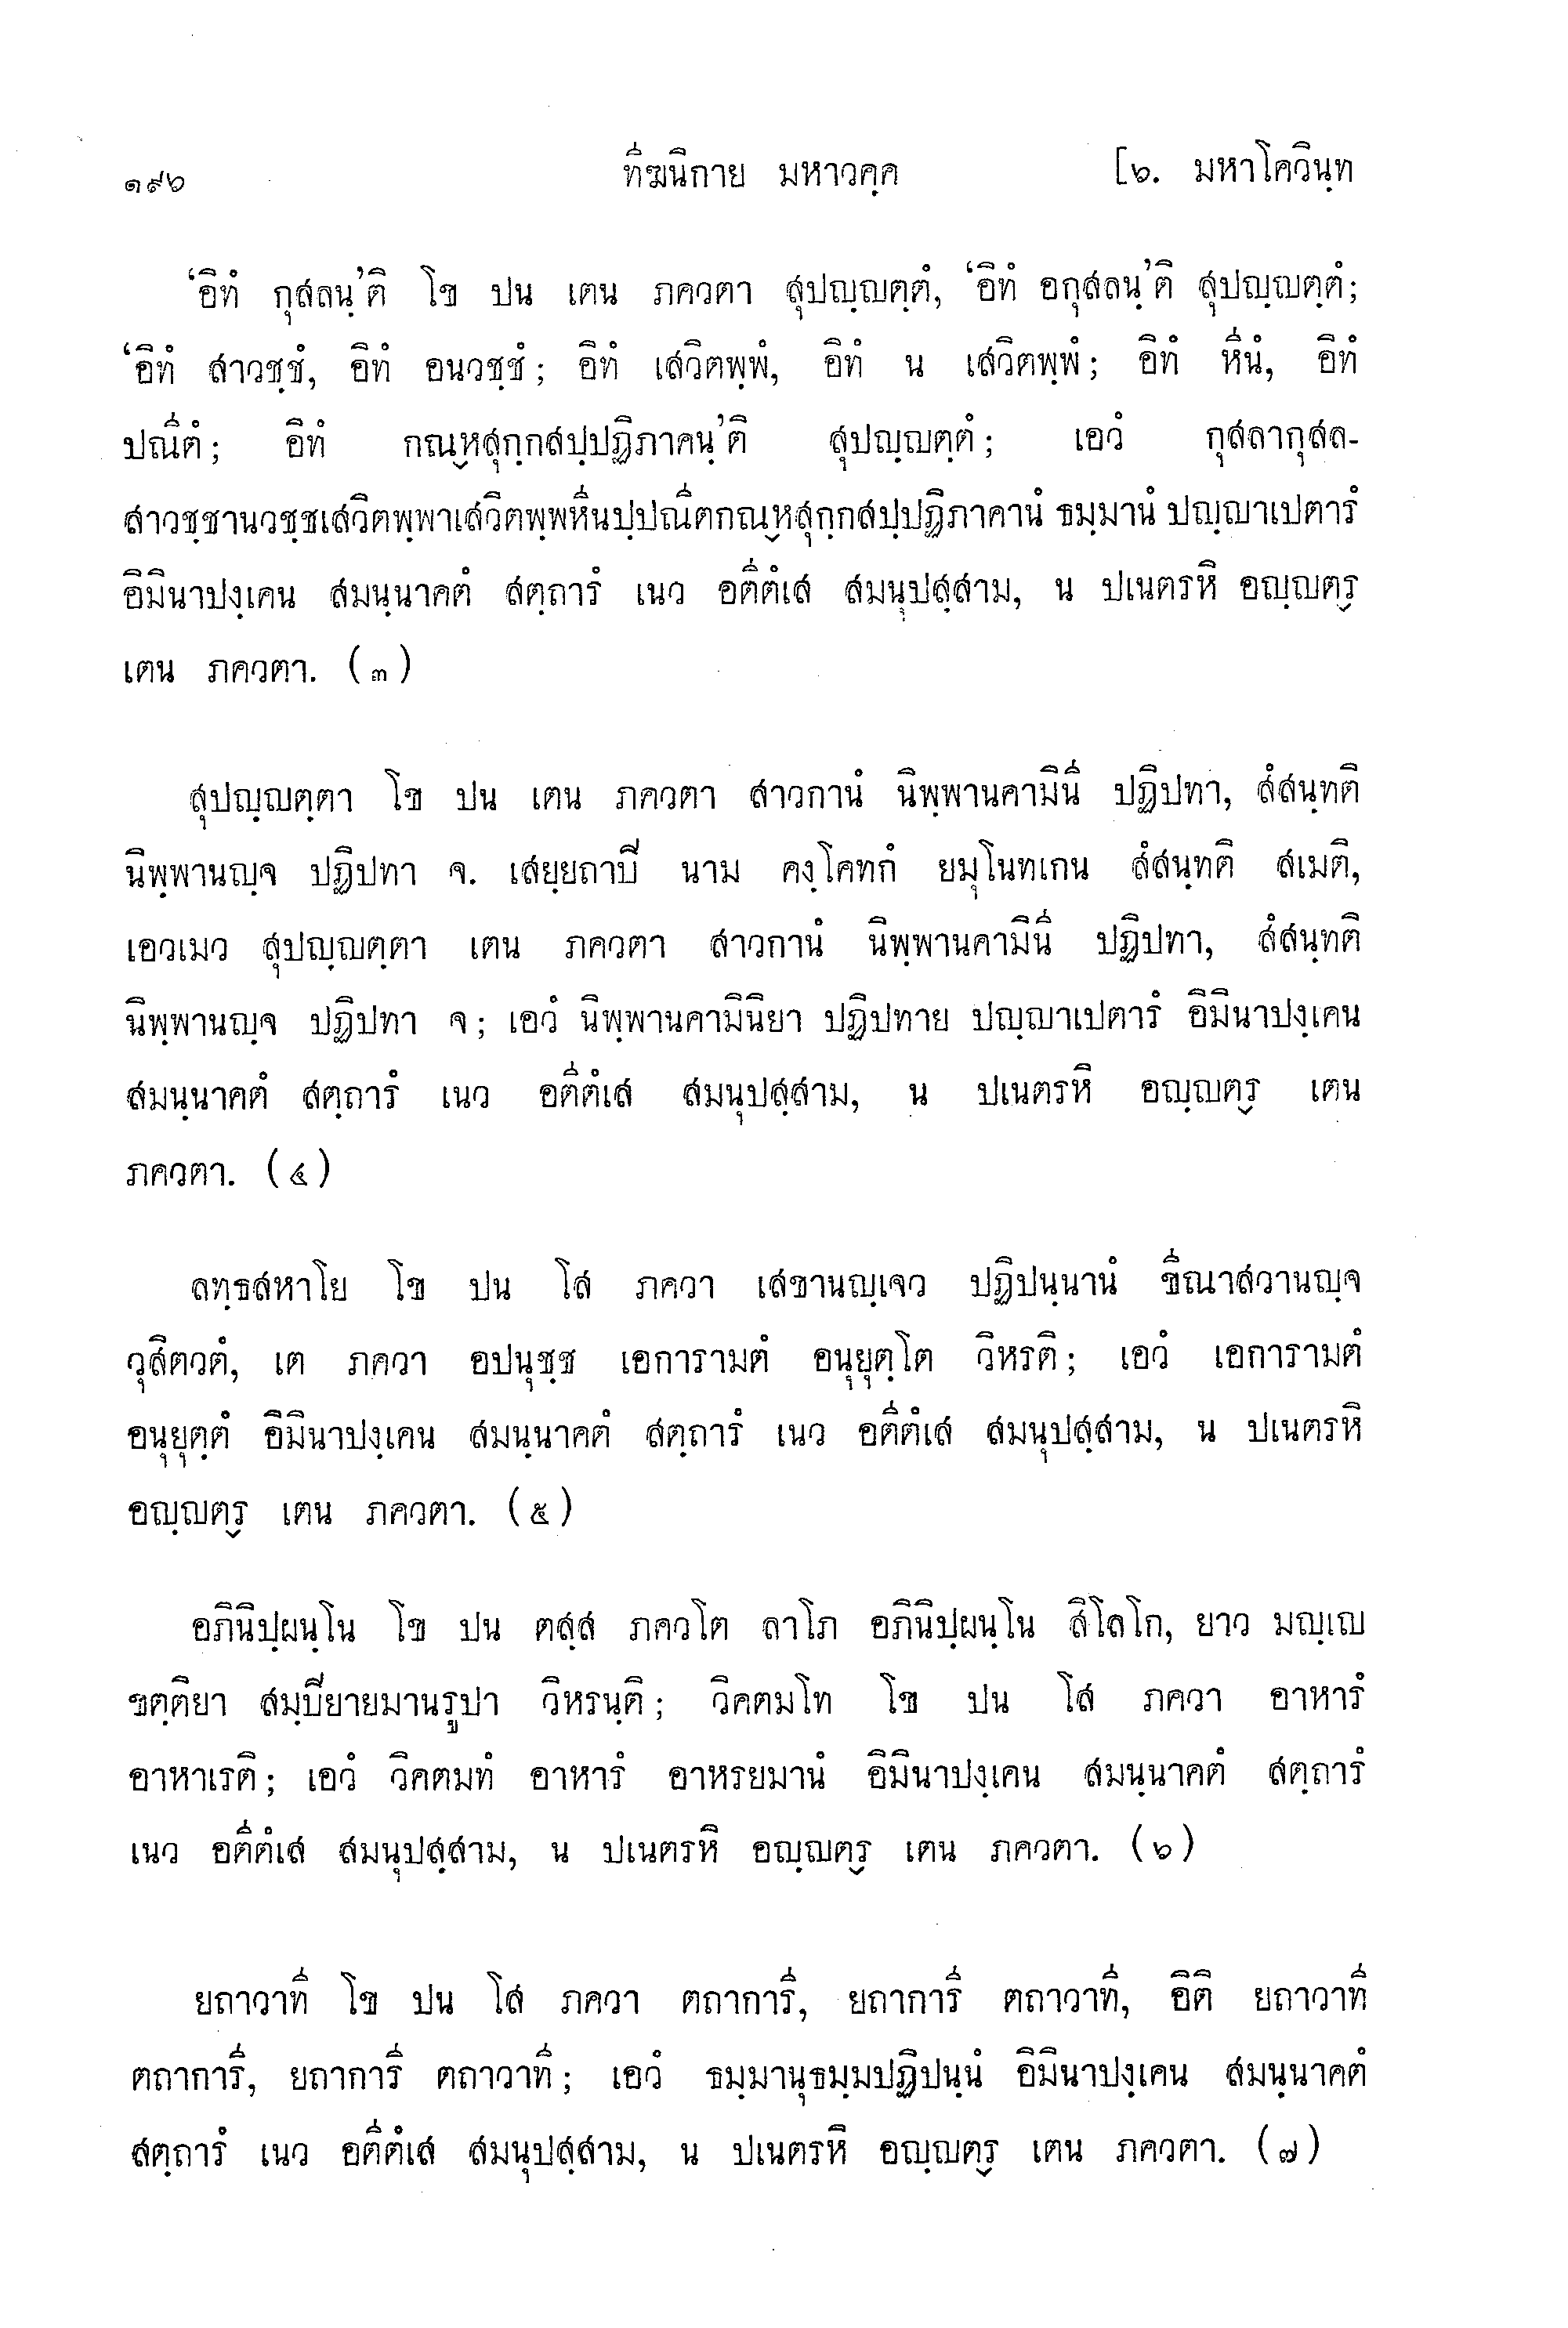 ๑๙๖ ทีฆนิกาย มหาวคฺค [๖. มหาโควินฺท
‘อิทํ กุสลนฺ’ติ โข ปน เตน ภควตา สุปญฺญตฺตํ, ‘อิทํ อกุสลนฺ’ติ สุปญฺญตฺตํ;
‘อิทํ สาวชฺชํ, อิทํ อนวชฺชํ; อิทํ เสวิตพฺพํ, อิทํ น เสวิตพฺพํ; อิทํ หีนํ, อิทํ
ปณีตํ; อิทํ กณฺหสุกฺกสปฺปฏิภาคนฺ’ติ สุปญฺญตฺตํ; เอวํ กุสลากุสล-
สาวชฺชานวชฺชเสวิตพฺพาเสวิตพฺพหีนปฺปณีตกณฺหสุกฺกสปฺปฏิภาคานํ ธมฺมานํ ปญฺญาเปตารํ
อิมินาปงฺเคน สมนฺนาคตํ สตฺถารํ เนว อตีตํเส สมนุปสฺสาม, น ปเนตรหิ อญฺญตฺร
เตน ภควตา. (๓)
สุปญฺญตฺตา โข ปน เตน ภควตา สาวกานํ นิพฺพานคามินี ปฏิปทา, สํสนฺทติ
นิพฺพานญฺจ ปฏิปทา จ. เสยฺยถาปิ นาม คงฺโคทกํ ยมุโนทเกน สํสนฺทติ สเมติ,
เอวเมว สุปญฺญตฺตา เตน ภควตา สาวกานํ นิพฺพานคามินี ปฏิปทา, สํสนฺทติ
นิพฺพานญฺจ ปฏิปทา จ; เอวํ นิพฺพานคามินิยา ปฏิปทาย ปญฺญาเปตารํ อิมินาปงฺเคน
สมนฺนาคตํ สตฺถารํ เนว อตีตํเส สมนุปสฺสาม, น ปเนตรหิ อญฺญตฺร เตน
ภควตา. (๔)
ลทฺธสหาโย โข ปน โส ภควา เสขานญฺเจว ปฏิปนฺนานํ ขีณาสวานญฺจ
วุสิตวตํ, เต ภควา อปนุชฺช เอการามตํ อนุยุตฺโต วิหรติ; เอวํ เอการามตํ
อนุยุตฺตํ อิมินาปงฺเคน สมนฺนาคตํ สตฺถารํ เนว อตีตํเส สมนุปสฺสาม, น ปเนตรหิ
อญฺญตฺร เตน ภควตา. (๕)
อภินิปฺผนฺโน โข ปน ตสฺส ภควโต ลาโภ อภินิปฺผนฺโน สิโลโก, ยาว มญฺเญ
ขตฺติยา สมฺปิยายมานรูปา วิหรนฺติ; วิคตมโท โข ปน โส ภควา อาหารํ
อาหาเรติ; เอวํ วิคตมทํ อาหารํ อาหรยมานํ อิมินาปงฺเคน สมนฺนาคตํ สตฺถารํ
เนว อตีตํเส สมนุปสฺสาม, น ปเนตรหิ อญฺญตฺร เตน ภควตา. (๖)
ยถาวาที โข ปน โส ภควา ตถาการี, ยถาการี ตถาวาที, อิติ ยถาวาที
ตถาการี, ยถาการี ตถาวาที; เอวํ ธมฺมานุธมฺมปฏิปนฺนํ อิมินาปงฺเคน สมนฺนาคตํ
สตฺถารํ เนว อตีตํเส สมนุปสฺสาม, น ปเนตรหิ อญฺญตฺร เตน ภควตา. (๗)